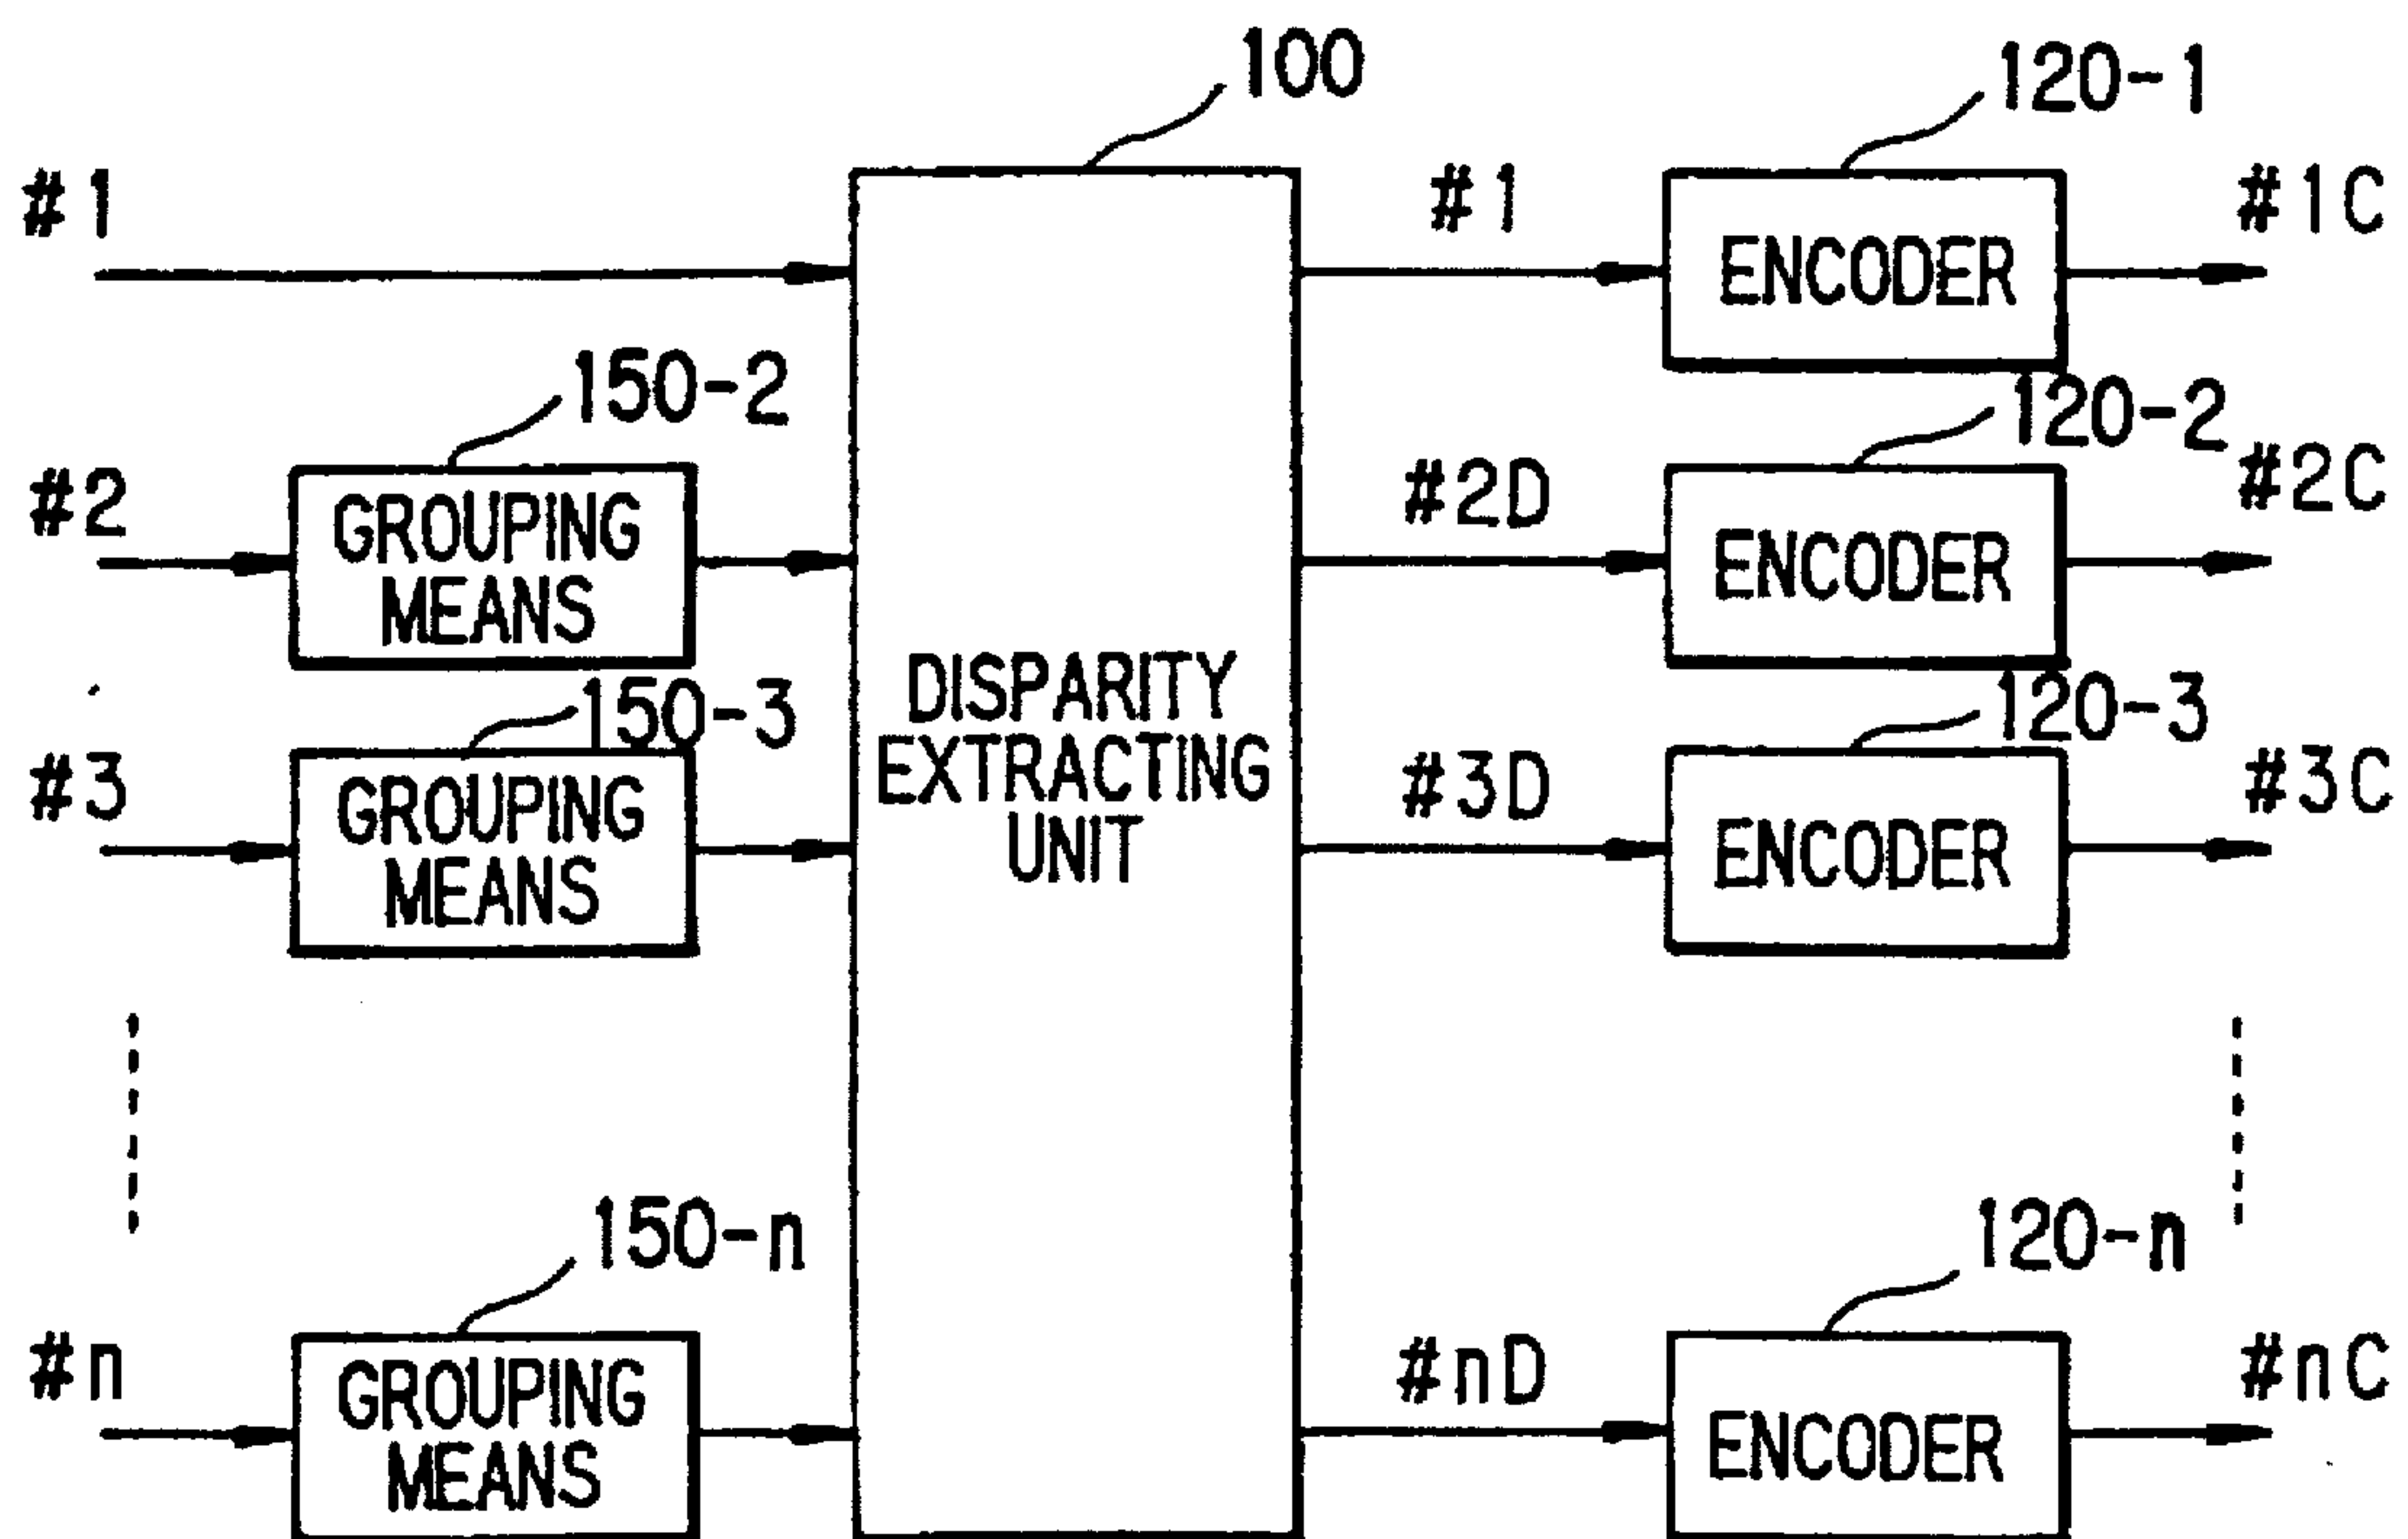 100
120-1
#1
#1
#1C
ENCODER
150-2
120-2
#2
#2D
#2C
GROUPING
MEANS
ENCODER
150-3
120-3
DISPARITY
EXTRACTING
UNIT
#3
#3D
#3C
GROUPING
MEANS
ENCODER
150-n
120-n
#n
#nD
#nC
GROUPING
MEANS
ENCODER